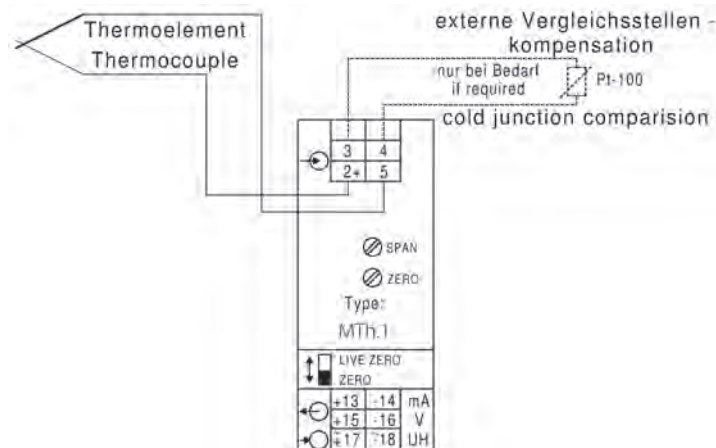 Thermoelement
Thermocouple
externe Vergleichsstellen -
kompensation
nur bei Bedarf
if required
Pt-100
cold junction comparision
3 4
2+ 5
SPAN
ZERO
Type:
MTh.1
LIVE ZERO
ZERO
+13 -14 mA
+15 -16 V
+17 -18 UH